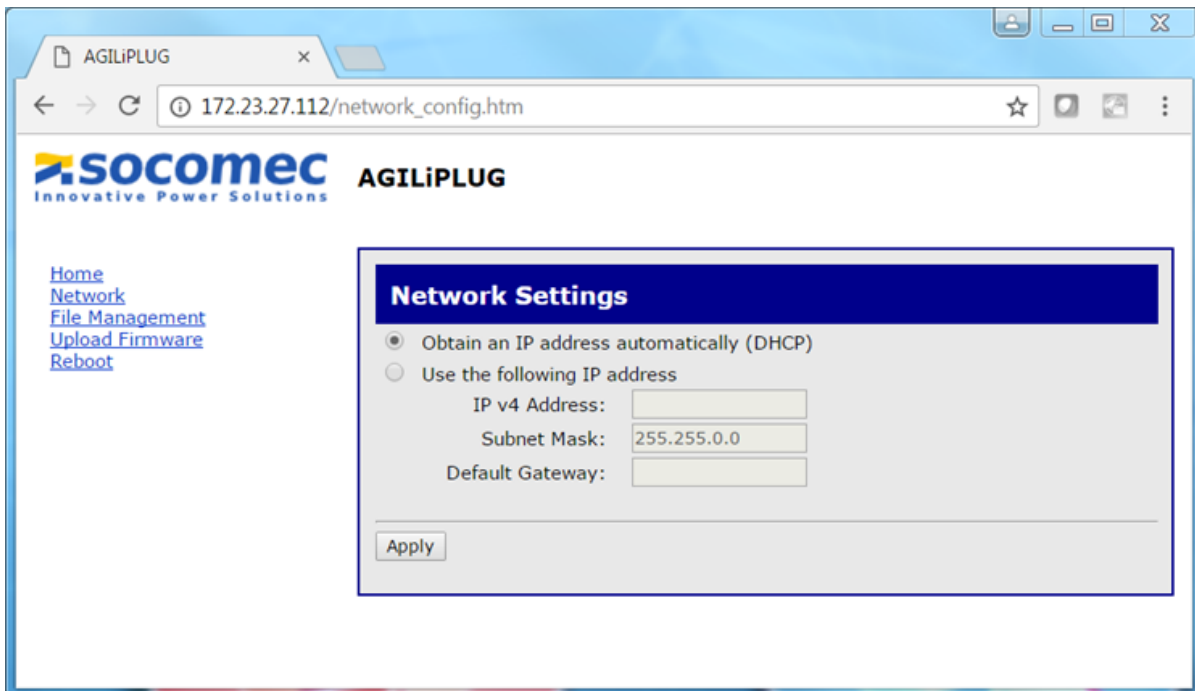 AGILiPLUG
172.23.27.112/network_config.htm
socomec
Innovative Power Solutions
AGILiPLUG
Home
Network
File Management
Upload Firmware
Reboot
Network Settings
Obtain an IP address automatically (DHCP)
Use the following IP address
IP v4 Address:
Subnet Mask: 255.255.0.0
Default Gateway:
Apply